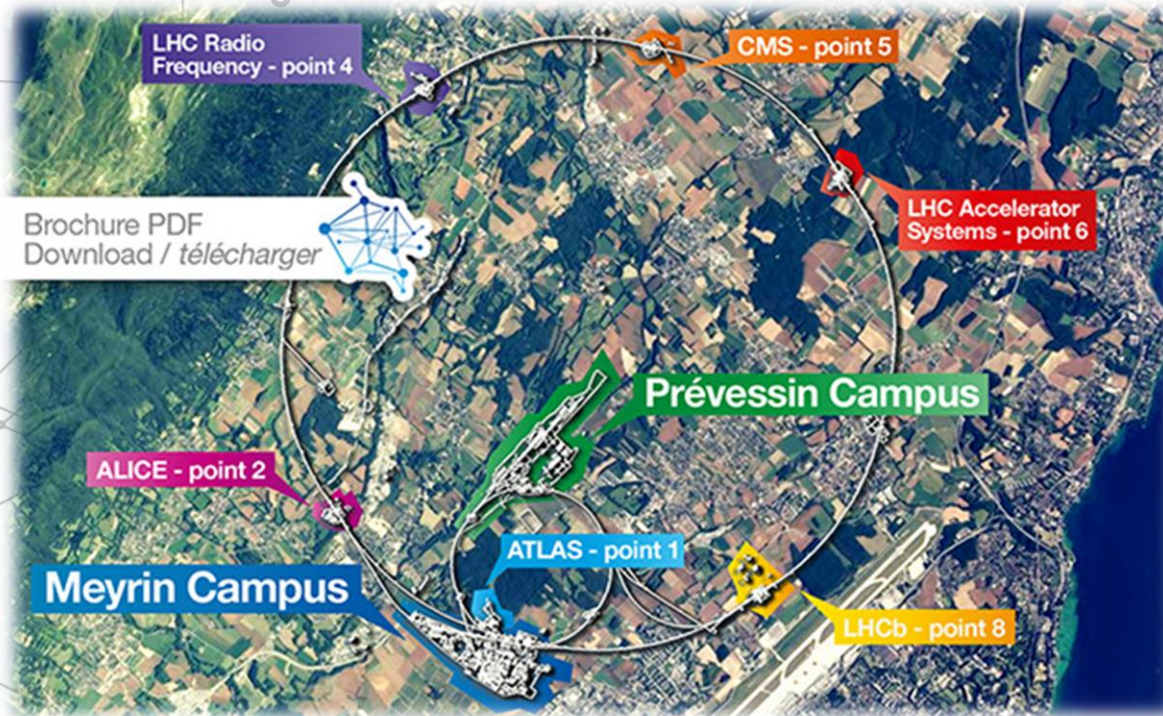 LHC Radio
Frequency - point 4
CMS - point 5
LHC Accelerator
Systems - point 6
Brochure PDF
Download / télécharger
Prévessin Campus
ALICE - point 2
ATLAS - point 1
Meyrin Campus
LHCb - point 8